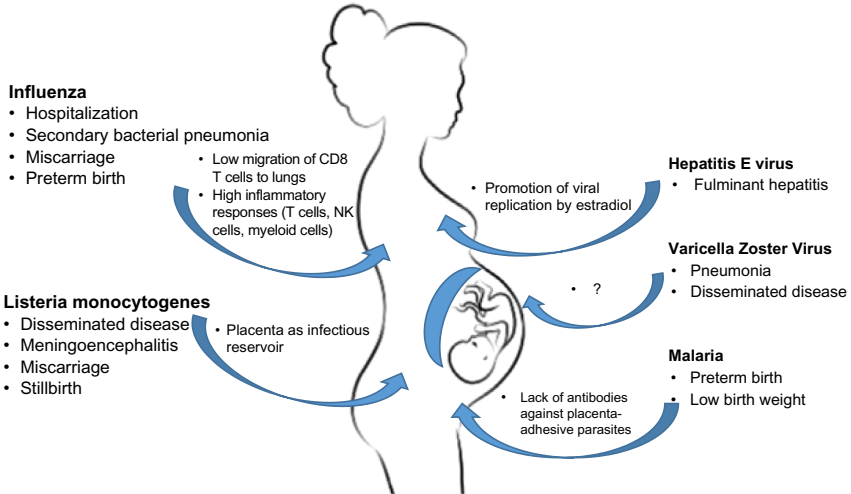 Influenza
• Hospitalization
• Secondary bacterial pneumonia
• Miscarriage
• Preterm birth
• Low migration of CD8
T cells to lungs
• High inflammatory
responses (T cells, NK
cells, myeloid cells)
Listeria monocytogenes
• Disseminated disease
• Meningoencephalitis
• Miscarriage
• Stillbirth
• Placenta as infectious
reservoir
Hepatitis E virus
• Fulminant hepatitis
• Promotion of viral
replication by estradiol
Varicella Zoster Virus
• Pneumonia
• Disseminated disease
• ?
Malaria
• Preterm birth
• Low birth weight
• Lack of antibodies
against placenta-
adhesive parasites